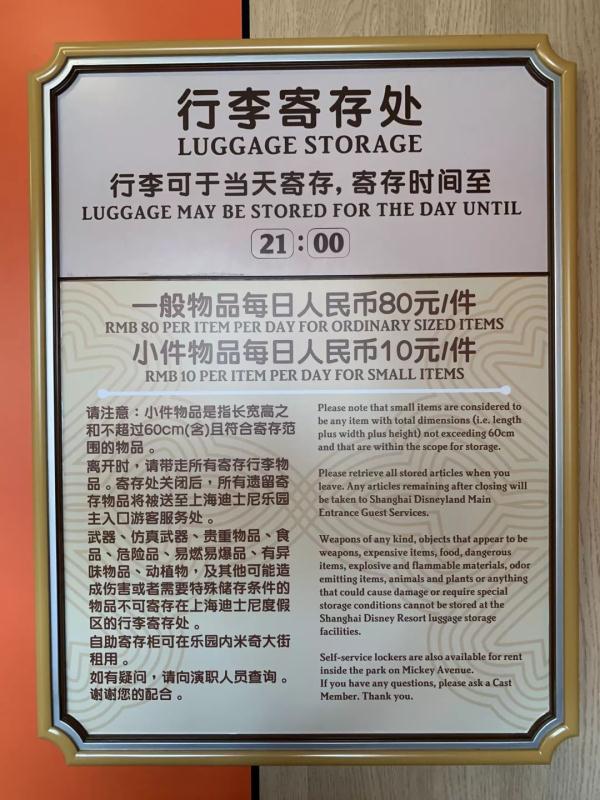 行李寄存处
LUGGAGE STORAGE
行李可于当天寄存，寄存时间至
LUGGAGE MAY BE STORED FOR THE DAY UNTIL
21:00
一般物品每日人民币80元/件
RMB 80 PER ITEM PER DAY FOR ORDINARY SIZED ITEMS
小件物品每日人民币10元/件
RMB 10 PER ITEM PER DAY FOR SMALL ITEMS
请注意：小件物品是指长宽高之
和不超过60cm(含)且符合寄存范
围的物品。
离开时，请带走所有寄存行李物
品。寄存处关闭后，所有遗留寄
存物品将被送至上海迪士尼乐园
主入口游客服务处。
武器、仿真武器、贵重物品、食
品、危险品、易燃易爆品、有异
味物品、动植物，及其他可能造
成伤害或者需要特殊储存条件的
物品不可寄存在上海迪士尼度假
区的行李寄存处。
自助寄存柜可在乐园内米奇大街
租用。
如有疑问，请向演职人员查询。
谢谢您的配合。
Please note that small items are considered to
be any item with total dimensions (i.e. length
plus width plus height) not exceeding 60cm
and that are within the scope for storage.
Please retrieve all stored articles when you
leave. Any articles remaining after closing will
be taken to Shanghai Disneyland Main
Entrance Guest Services.
Weapons of any kind, objects that appear to be
weapons, expensive items, food, dangerous
items, explosive and flammable materials, odor
emitting items, animals and plants or anything
that could cause damage or require special
storage conditions cannot be stored at the
Shanghai Disney Resort luggage storage
facilities.
Self-service lockers are also available for rent
inside the park on Mickey Avenue.
If you have any questions, please ask a Cast
Member. Thank you.